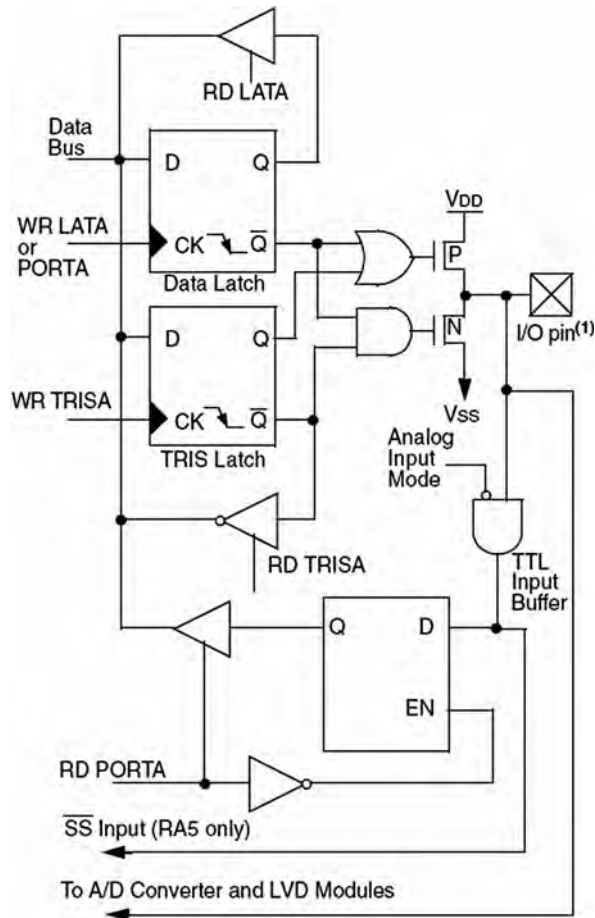 RD LATA
Data
Bus
D
Q
VDD
WR LATA
or
PORTA
CK
Q̅
P
Data Latch
D
Q
N
I/O pin(1)
WR TRISA
CK
Q̅
VSS
TRIS Latch
Analog
Input
Mode
RD TRISA
TTL
Input
Buffer
Q
D
EN
RD PORTA
S̅S̅ Input (RA5 only)
To A/D Converter and LVD Modules